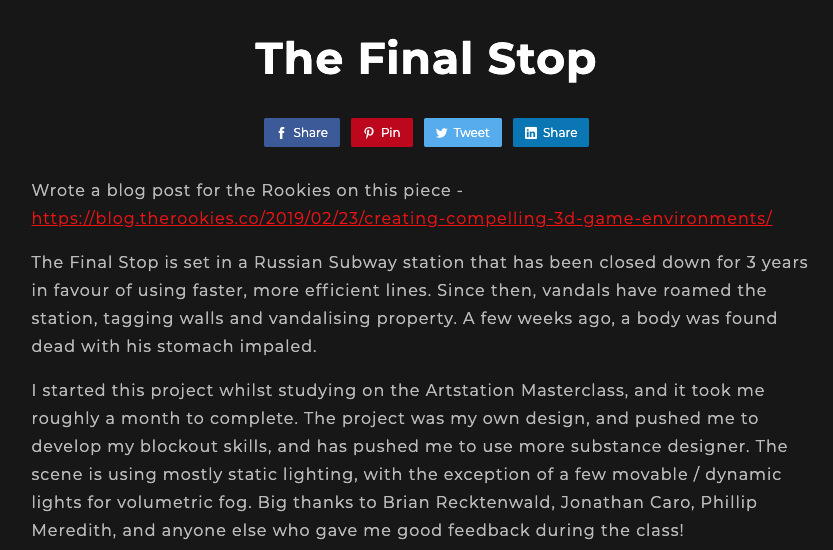 The Final Stop
Share
Pin
Tweet
Share
Wrote a blog post for the Rookies on this piece -
https://blog.therookies.co/2019/02/23/creating-compelling-3d-game-environments/
The Final Stop is set in a Russian Subway station that has been closed down for 3 years
in favour of using faster, more efficient lines. Since then, vandals have roamed the
station, tagging walls and vandalising property. A few weeks ago, a body was found
dead with his stomach impaled.
I started this project whilst studying on the Artstation Masterclass, and it took me
roughly a month to complete. The project was my own design, and pushed me to
develop my blockout skills, and has pushed me to use more substance designer. The
scene is using mostly static lighting, with the exception of a few movable / dynamic
lights for volumetric fog. Big thanks to Brian Recktenwald, Jonathan Caro, Phillip
Meredith, and anyone else who gave me good feedback during the class!